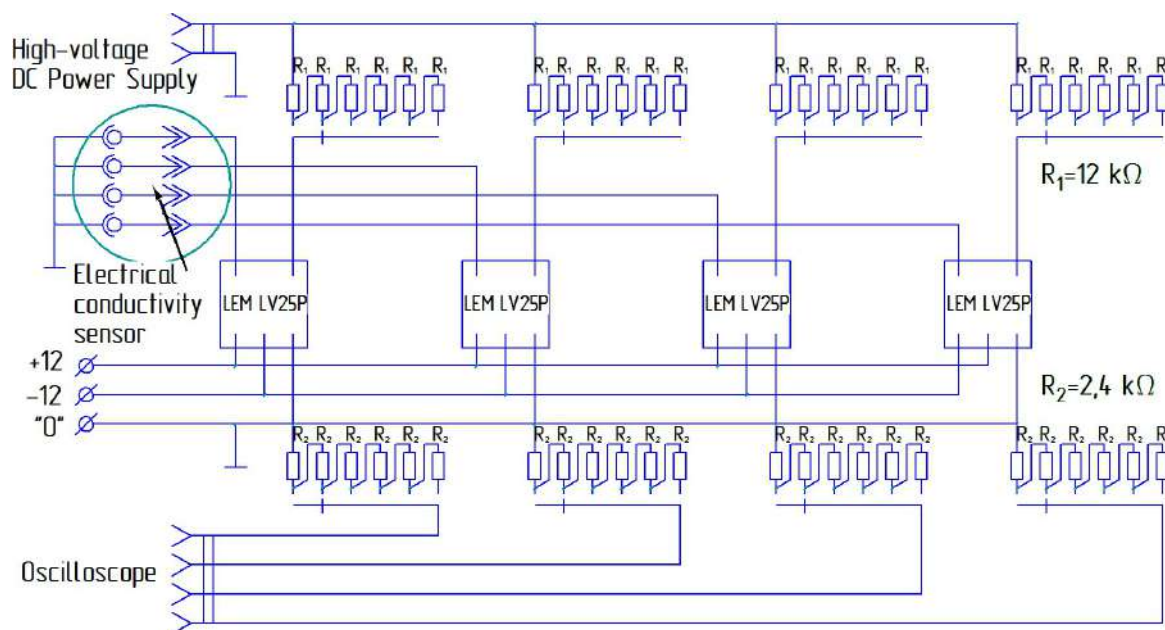 High-voltage
DC Power Supply
R₁ R₁ R₁ R₁ R₁ R₁
R₁ R₁ R₁ R₁ R₁ R₁
R₁ R₁ R₁ R₁ R₁ R₁
R₁ R₁ R₁ R₁ R₁ R₁
R₁=12 kΩ
Electrical
conductivity
sensor
LEM LV25P
LEM LV25P
LEM LV25P
LEM LV25P
+12
-12
"0"
R₂=2,4 kΩ
R₂ R₂ R₂ R₂ R₂ R₂
R₂ R₂ R₂ R₂ R₂ R₂
R₂ R₂ R₂ R₂ R₂ R₂
R₂ R₂ R₂ R₂ R₂ R₂
Oscilloscope